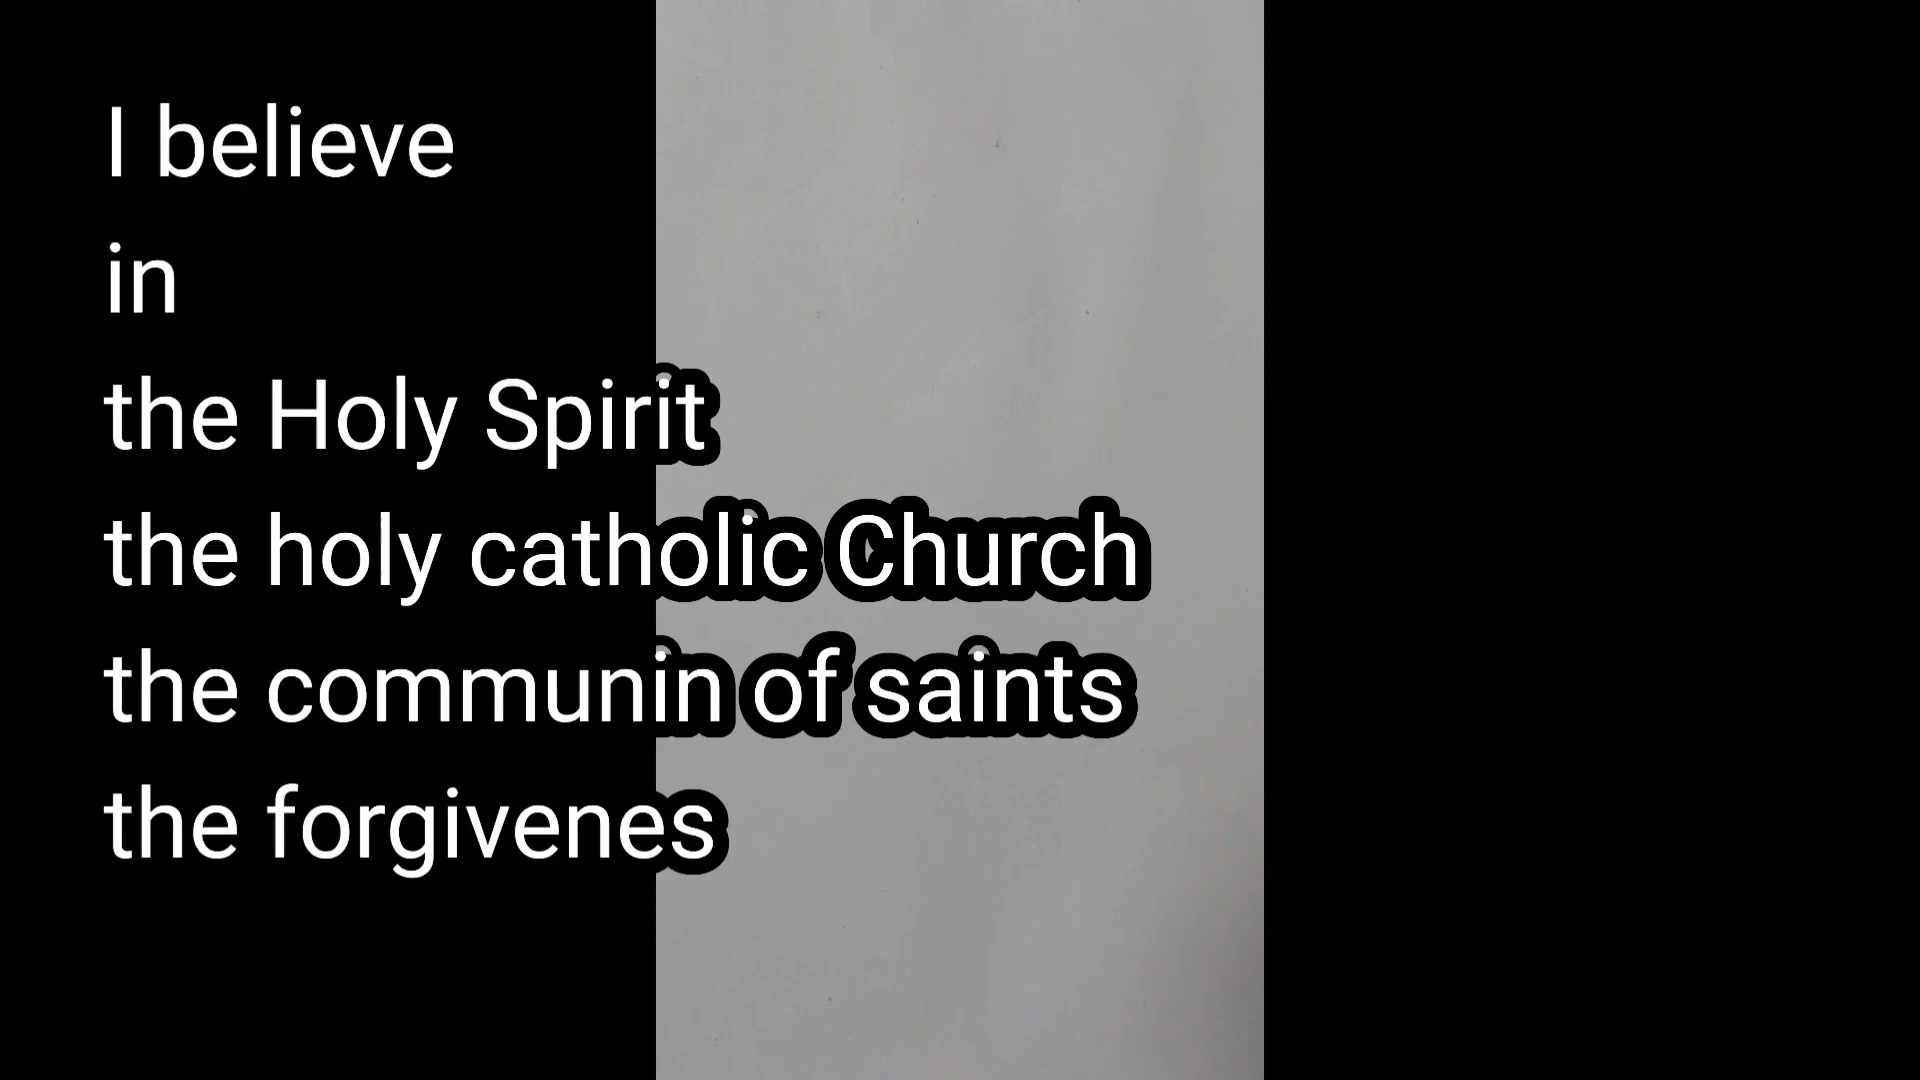 I believe
in
the Holy Spirit
the holy catholic Church
the communin of saints
the forgivenes